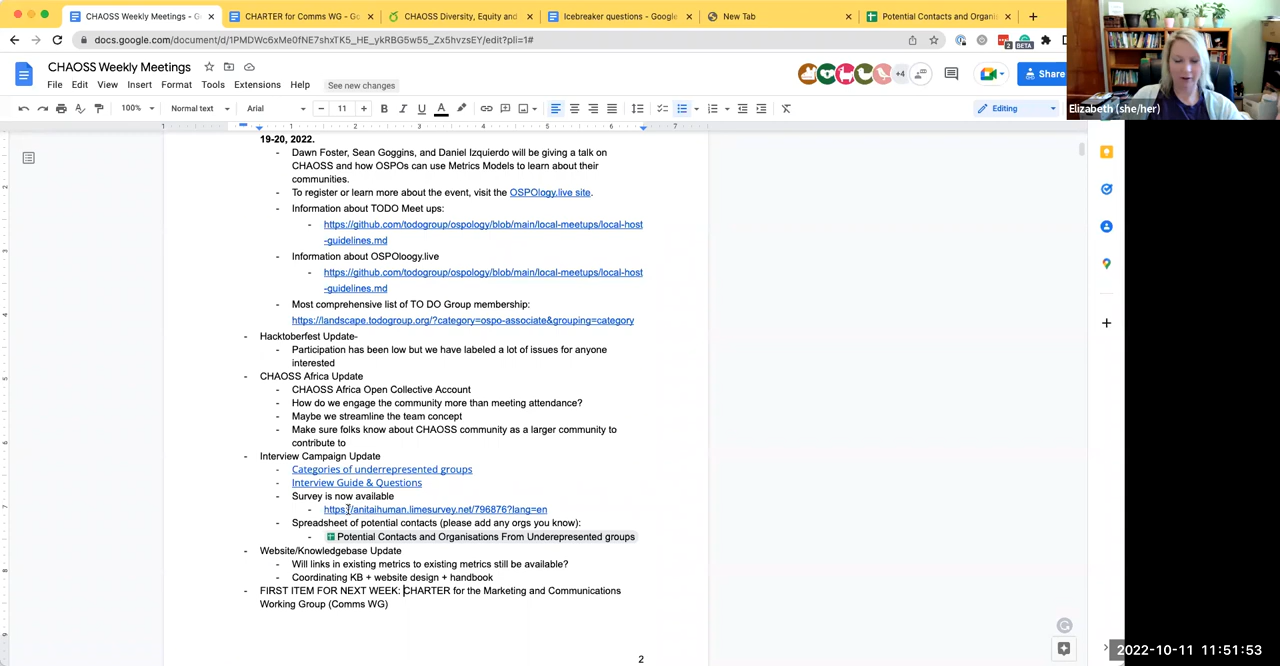 CHAOSS Weekly Meetings - G
CHARTER for Comms WG - Go
CHAOSS Diversity, Equity and
Icebreaker questions - Google
New Tab
Potential Contacts and Organi
docs.google.com/document/d/1PMDWc6xMe0fNE7shxTK5_HE_ykRBG5w55_Zx5hvzsEY/edit?pli=1#
2
BETA
CHAOSS Weekly Meetings
File Edit View Insert Format Tools Extensions Help
See new changes
+4
Share
Elizabeth (she/her)
100% Normal text Arial 11 B I U A
Editing
1 1 2 3 4 5 6 7
19-20, 2022.
- Dawn Foster, Sean Goggins, and Daniel Izquierdo will be giving a talk on
CHAOSS and how OSPOs can use Metrics Models to learn about their
communities.
- To register or learn more about the event, visit the OSPOlogy.live site.
- Information about TODO Meet ups:
- https://github.com/todogroup/ospology/blob/main/local-meetups/local-host
-guidelines.md
- Information about OSPOloogy.live
- https://github.com/todogroup/ospology/blob/main/local-meetups/local-host
-guidelines.md
- Most comprehensive list of TO DO Group membership:
https://landscape.todogroup.org/?category=ospo-associate&grouping=category
- Hacktoberfest Update-
- Participation has been low but we have labeled a lot of issues for anyone
interested
- CHAOSS Africa Update
- CHAOSS Africa Open Collective Account
- How do we engage the community more than meeting attendance?
- Maybe we streamline the team concept
- Make sure folks know about CHAOSS community as a larger community to
contribute to
- Interview Campaign Update
- Categories of underrepresented groups
- Interview Guide & Questions
- Survey is now available
- https://anitaihuman.limesurvey.net/796876?lang=en
- Spreadsheet of potential contacts (please add any orgs you know):
- Potential Contacts and Organisations From Underrepresented groups
- Website/Knowledgebase Update
- Will links in existing metrics to existing metrics still be available?
- Coordinating KB + website design + handbook
- FIRST ITEM FOR NEXT WEEK: CHARTER for the Marketing and Communications
Working Group (Comms WG)
2
2022-10-11 11:51:53